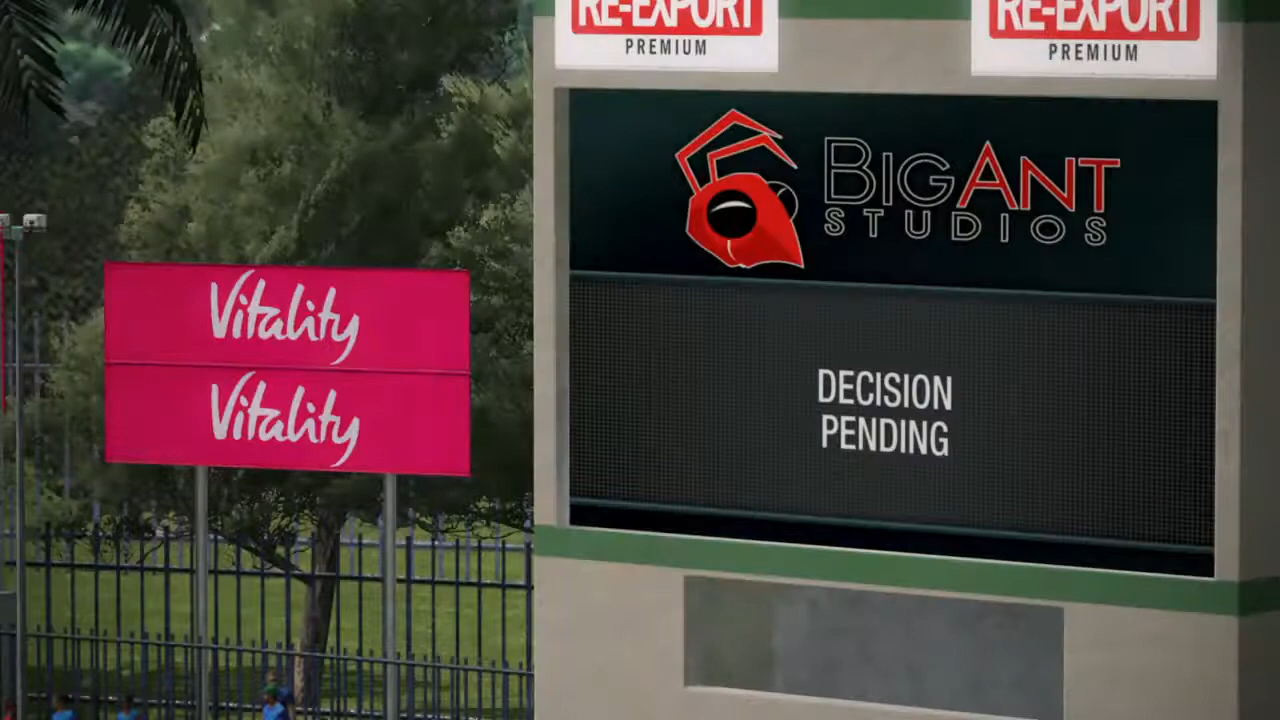 RE-EXPORT
PREMIUM
RE-EXPORT
PREMIUM
BIGANT
STUDIOS
Vitality
Vitality
DECISION
PENDING